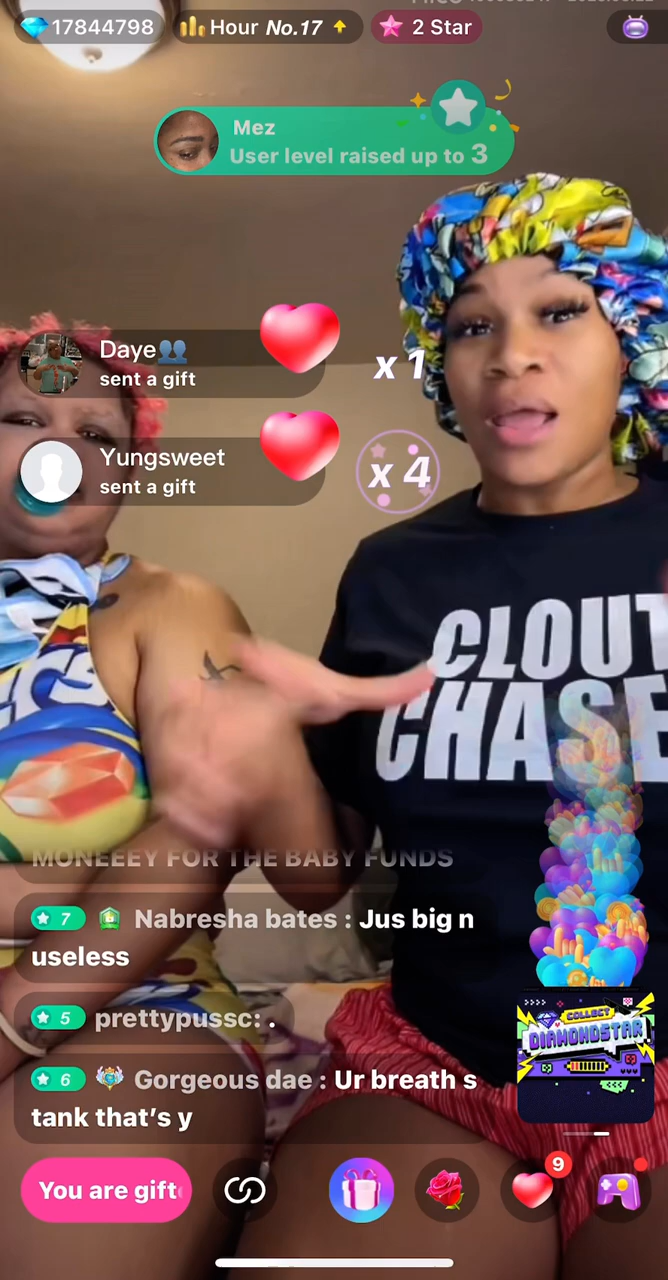 17844798
Hour No.17
2 Star
Mez
User level raised up to 3
Daye👥
sent a gift
x 1
Yungsweet
sent a gift
x 4
CLOUT
CHASE
MONEEEY FOR THE BABY FUNDS
7 Nabresha bates : Jus big n
useless
5 prettypussc: .
6 Gorgeous dae : Ur breath s
tank that's y
COLLECT
DIAMONDSTAR
You are gift
9